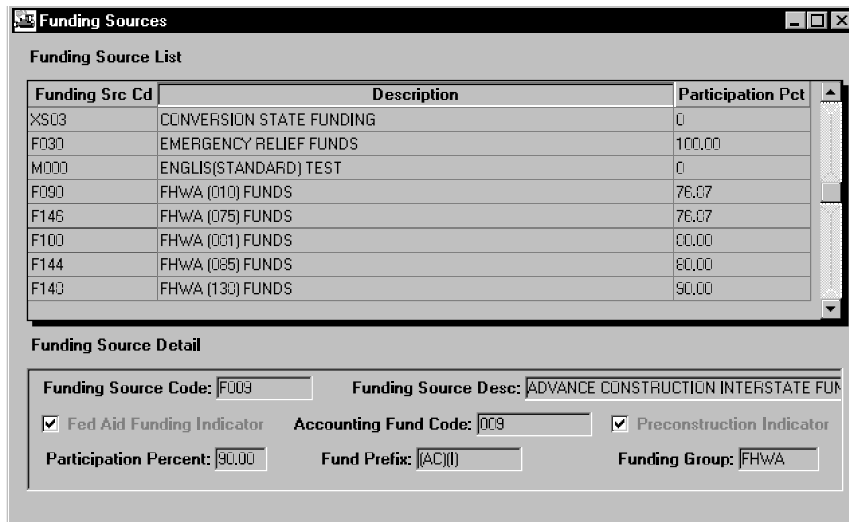 Funding Sources
Funding Source List
Funding Src Cd Description Participation Pct
XS03 CONVERSION STATE FUNDING 0
F030 EMERGENCY RELIEF FUNDS 100.00
M000 ENGLIS(STANDARD) TEST 0
F090 FHWA (010) FUNDS 76.07
F146 FHWA (075) FUNDS 76.07
F100 FHWA (001) FUNDS 80.00
F144 FHWA (085) FUNDS 80.00
F140 FHWA (130) FUNDS 90.00
Funding Source Detail
Funding Source Code: F009 Funding Source Desc: ADVANCE CONSTRUCTION INTERSTATE FUN
Fed Aid Funding Indicator Accounting Fund Code: 009 Preconstruction Indicator
Participation Percent: 90.00 Fund Prefix: (AC)(I) Funding Group: FHWA